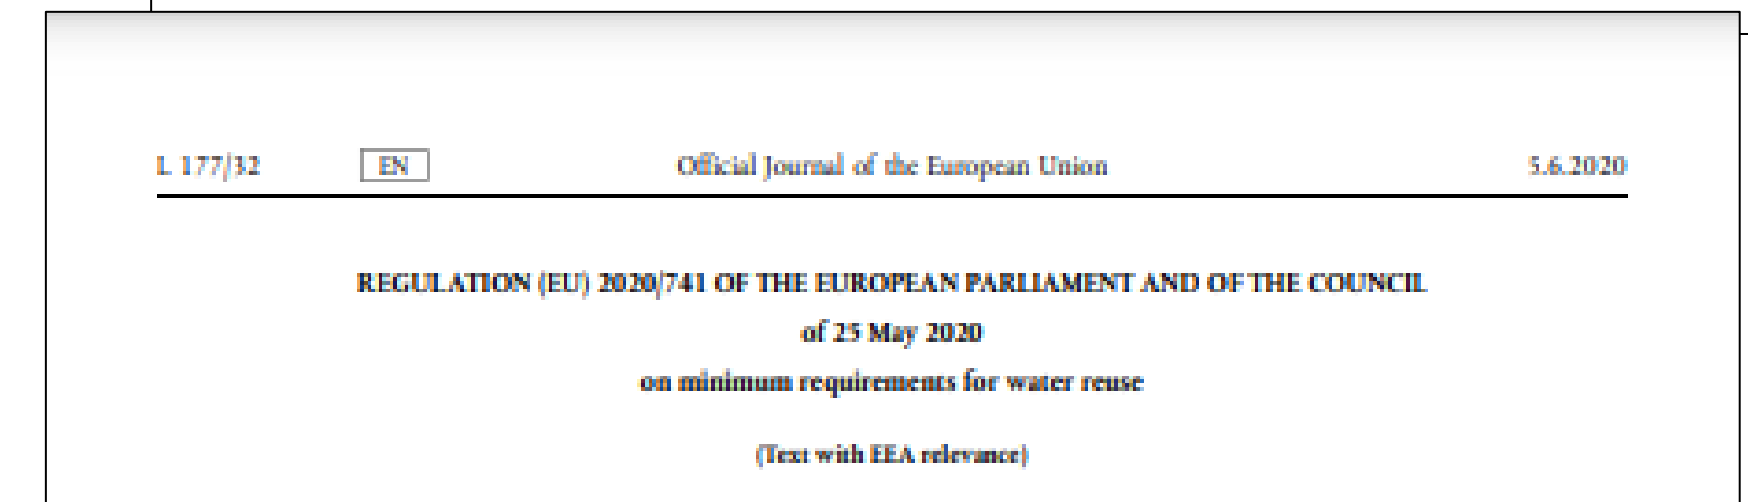 L 177/32 EN Official Journal of the European Union 5.6.2020
REGULATION (EU) 2020/741 OF THE EUROPEAN PARLIAMENT AND OF THE COUNCIL
of 25 May 2020
on minimum requirements for water reuse
(Text with EEA relevance)